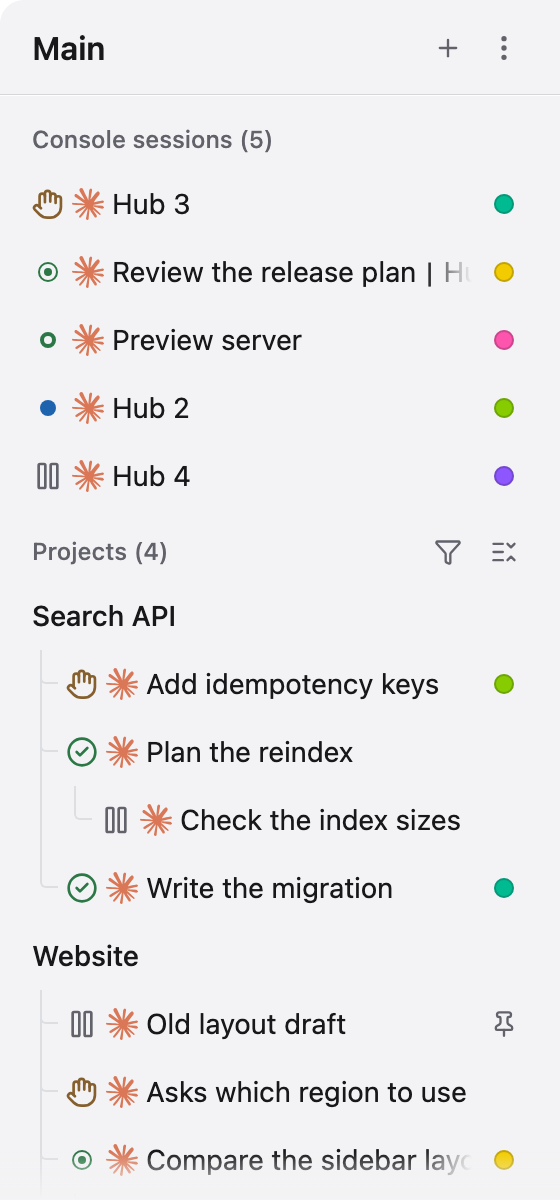 Main
Console sessions (5)
Hub 3
Review the release plan |
Preview server
Hub 2
Hub 4
Projects (4)
Search API
Add idempotency keys
Plan the reindex
Check the index sizes
Write the migration
Website
Old layout draft
Asks which region to use
Compare the sidebar